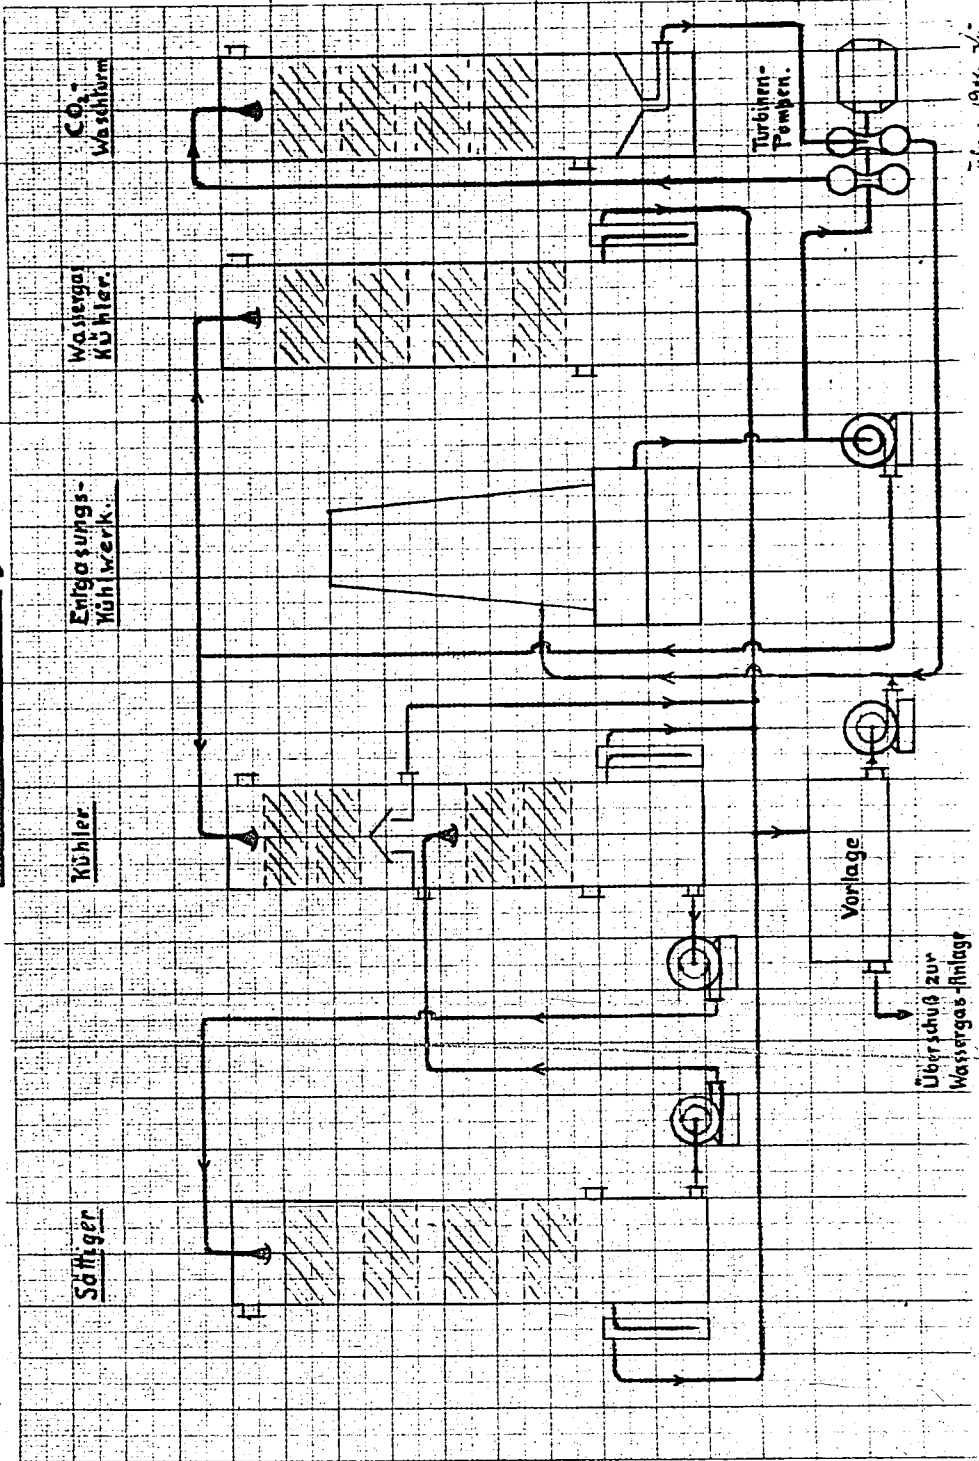 Sättiger
Kühler
Entgasungs-
Kühlwerk.
Wassergas
Kühler.
CO₂-
Waschturm
Turbinen-
Pumpen.
Vorlage
Überschuß zur
Wassergas-Anlage